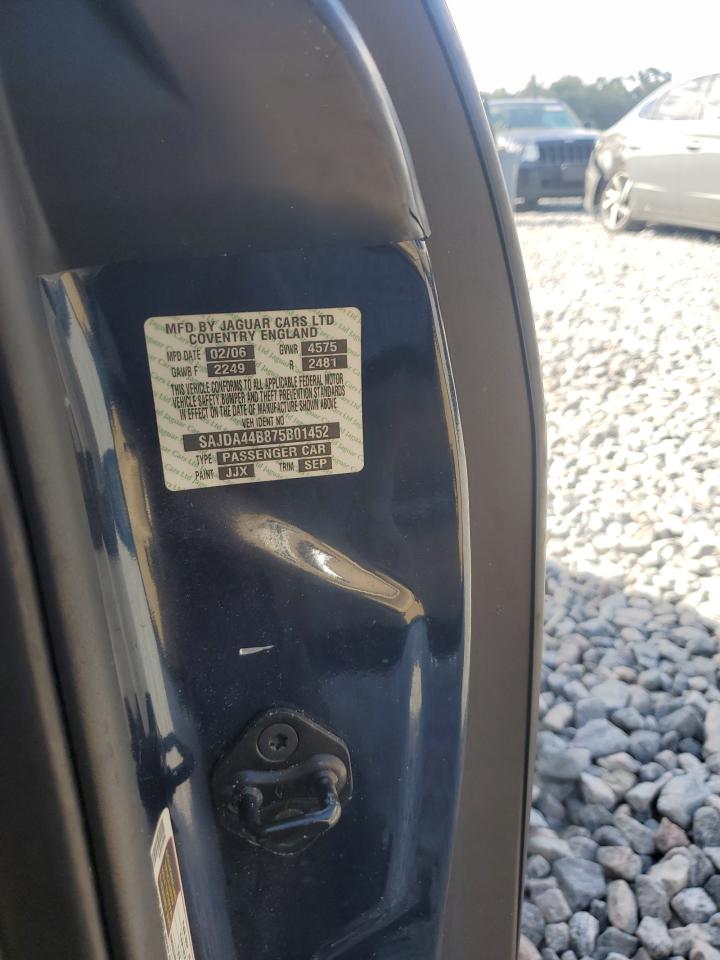 MFD BY JAGUAR CARS LTD
COVENTRY ENGLAND
MFD DATE 02/06 GVWR 4575
GAWR F 2249 R 2481
THIS VEHICLE CONFORMS TO ALL APPLICABLE FEDERAL MOTOR
VEHICLE SAFETY BUMPER AND THEFT PREVENTION STANDARDS
IN EFFECT ON THE DATE OF MANUFACTURE SHOWN ABOVE.
VEH IDENT NO
SAJDA44B875B01452
TYPE PASSENGER CAR
PAINT JJX TRIM SEP